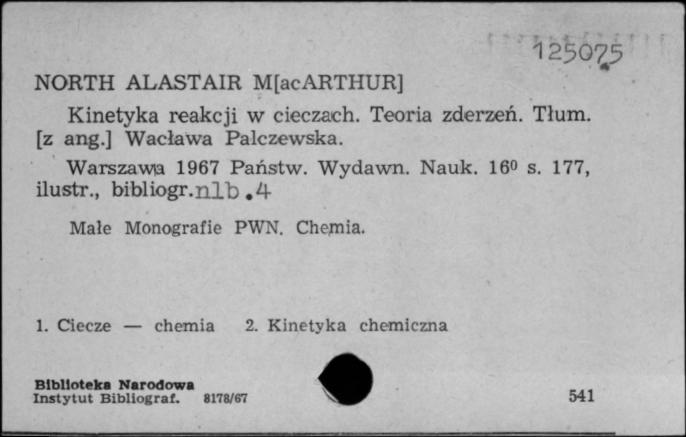 125075
NORTH ALASTAIR M[acARTHUR]
Kinetyka reakcji w cieczach. Teoria zderzeń. Tłum.
[z ang.] Wacława Palczewska.
Warszawa 1967 Państw. Wydawn. Nauk. 16⁰ s. 177,
ilustr., bibliogr. nlb. 4
Małe Monografie PWN. Chemia.
1. Ciecze — chemia 2. Kinetyka chemiczna
Biblioteka Narodowa
Instytut Bibliograf. 8178/67
541